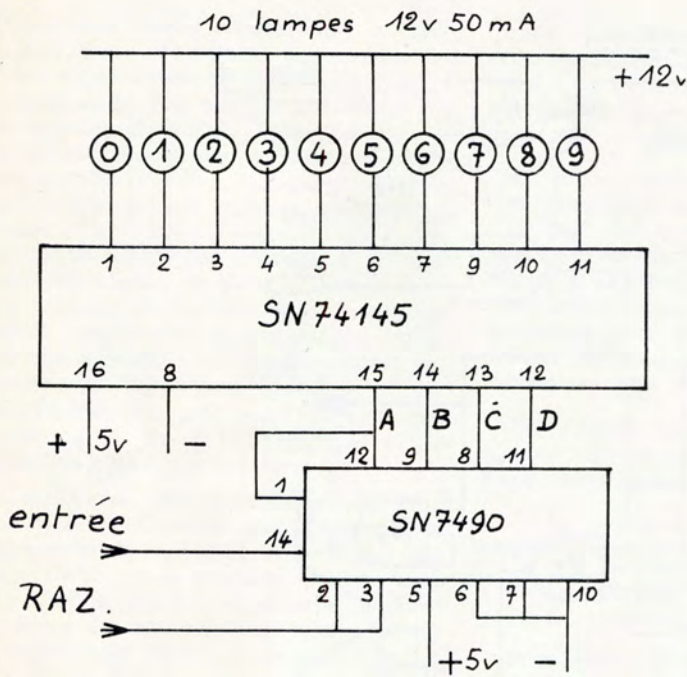 10 lampes 12v 50mA
+12v
0 1 2 3 4 5 6 7 8 9
1 2 3 4 5 6 7 9 10 11
SN74145
16 8 15 14 13 12
+ 5v - A B C D
12 9 8 11
1
SN7490
entrée
14
RAZ.
2 3 5 6 7 10
+5v -